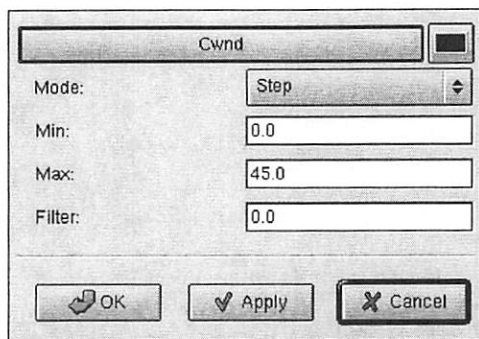 Cwnd
Mode: Step
Min: 0.0
Max: 45.0
Filter: 0.0
OK Apply Cancel